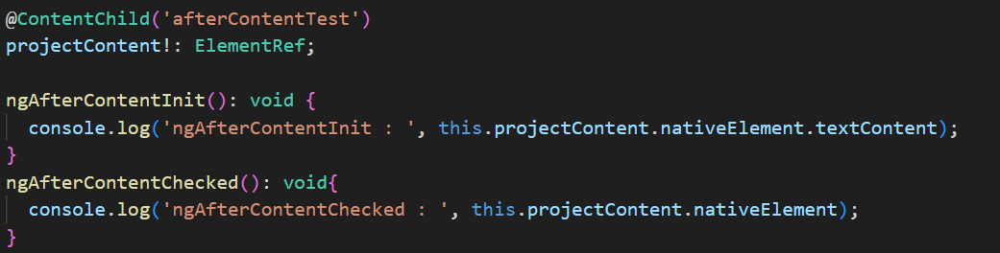 @ContentChild('afterContentTest')
projectContent!: ElementRef;
ngAfterContentInit(): void {
console.log('ngAfterContentInit : ', this.projectContent.nativeElement.textContent);
}
ngAfterContentChecked(): void{
console.log('ngAfterContentChecked : ', this.projectContent.nativeElement);
}